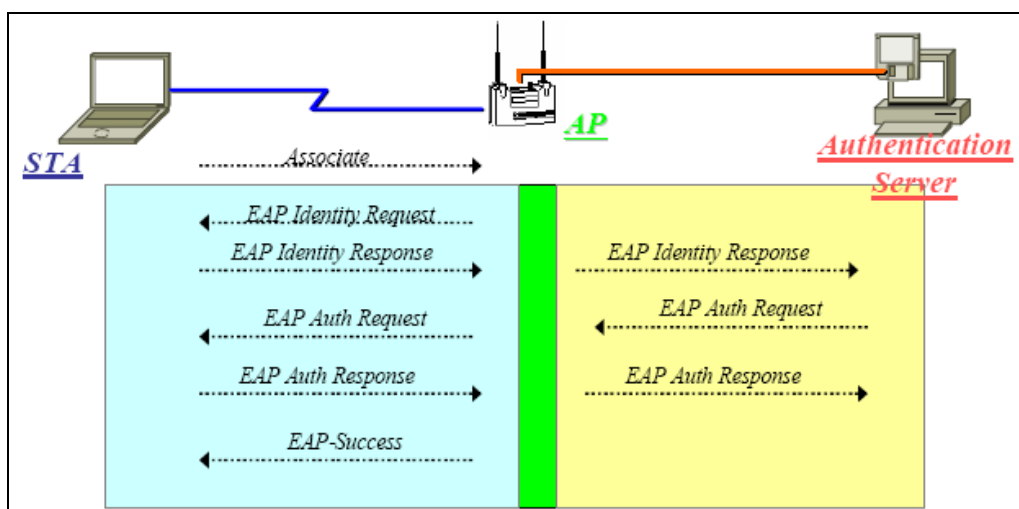 STA
AP
Authentication
Server
Associate
EAP Identity Request
EAP Identity Response
EAP Identity Response
EAP Auth Request
EAP Auth Request
EAP Auth Response
EAP Auth Response
EAP-Success